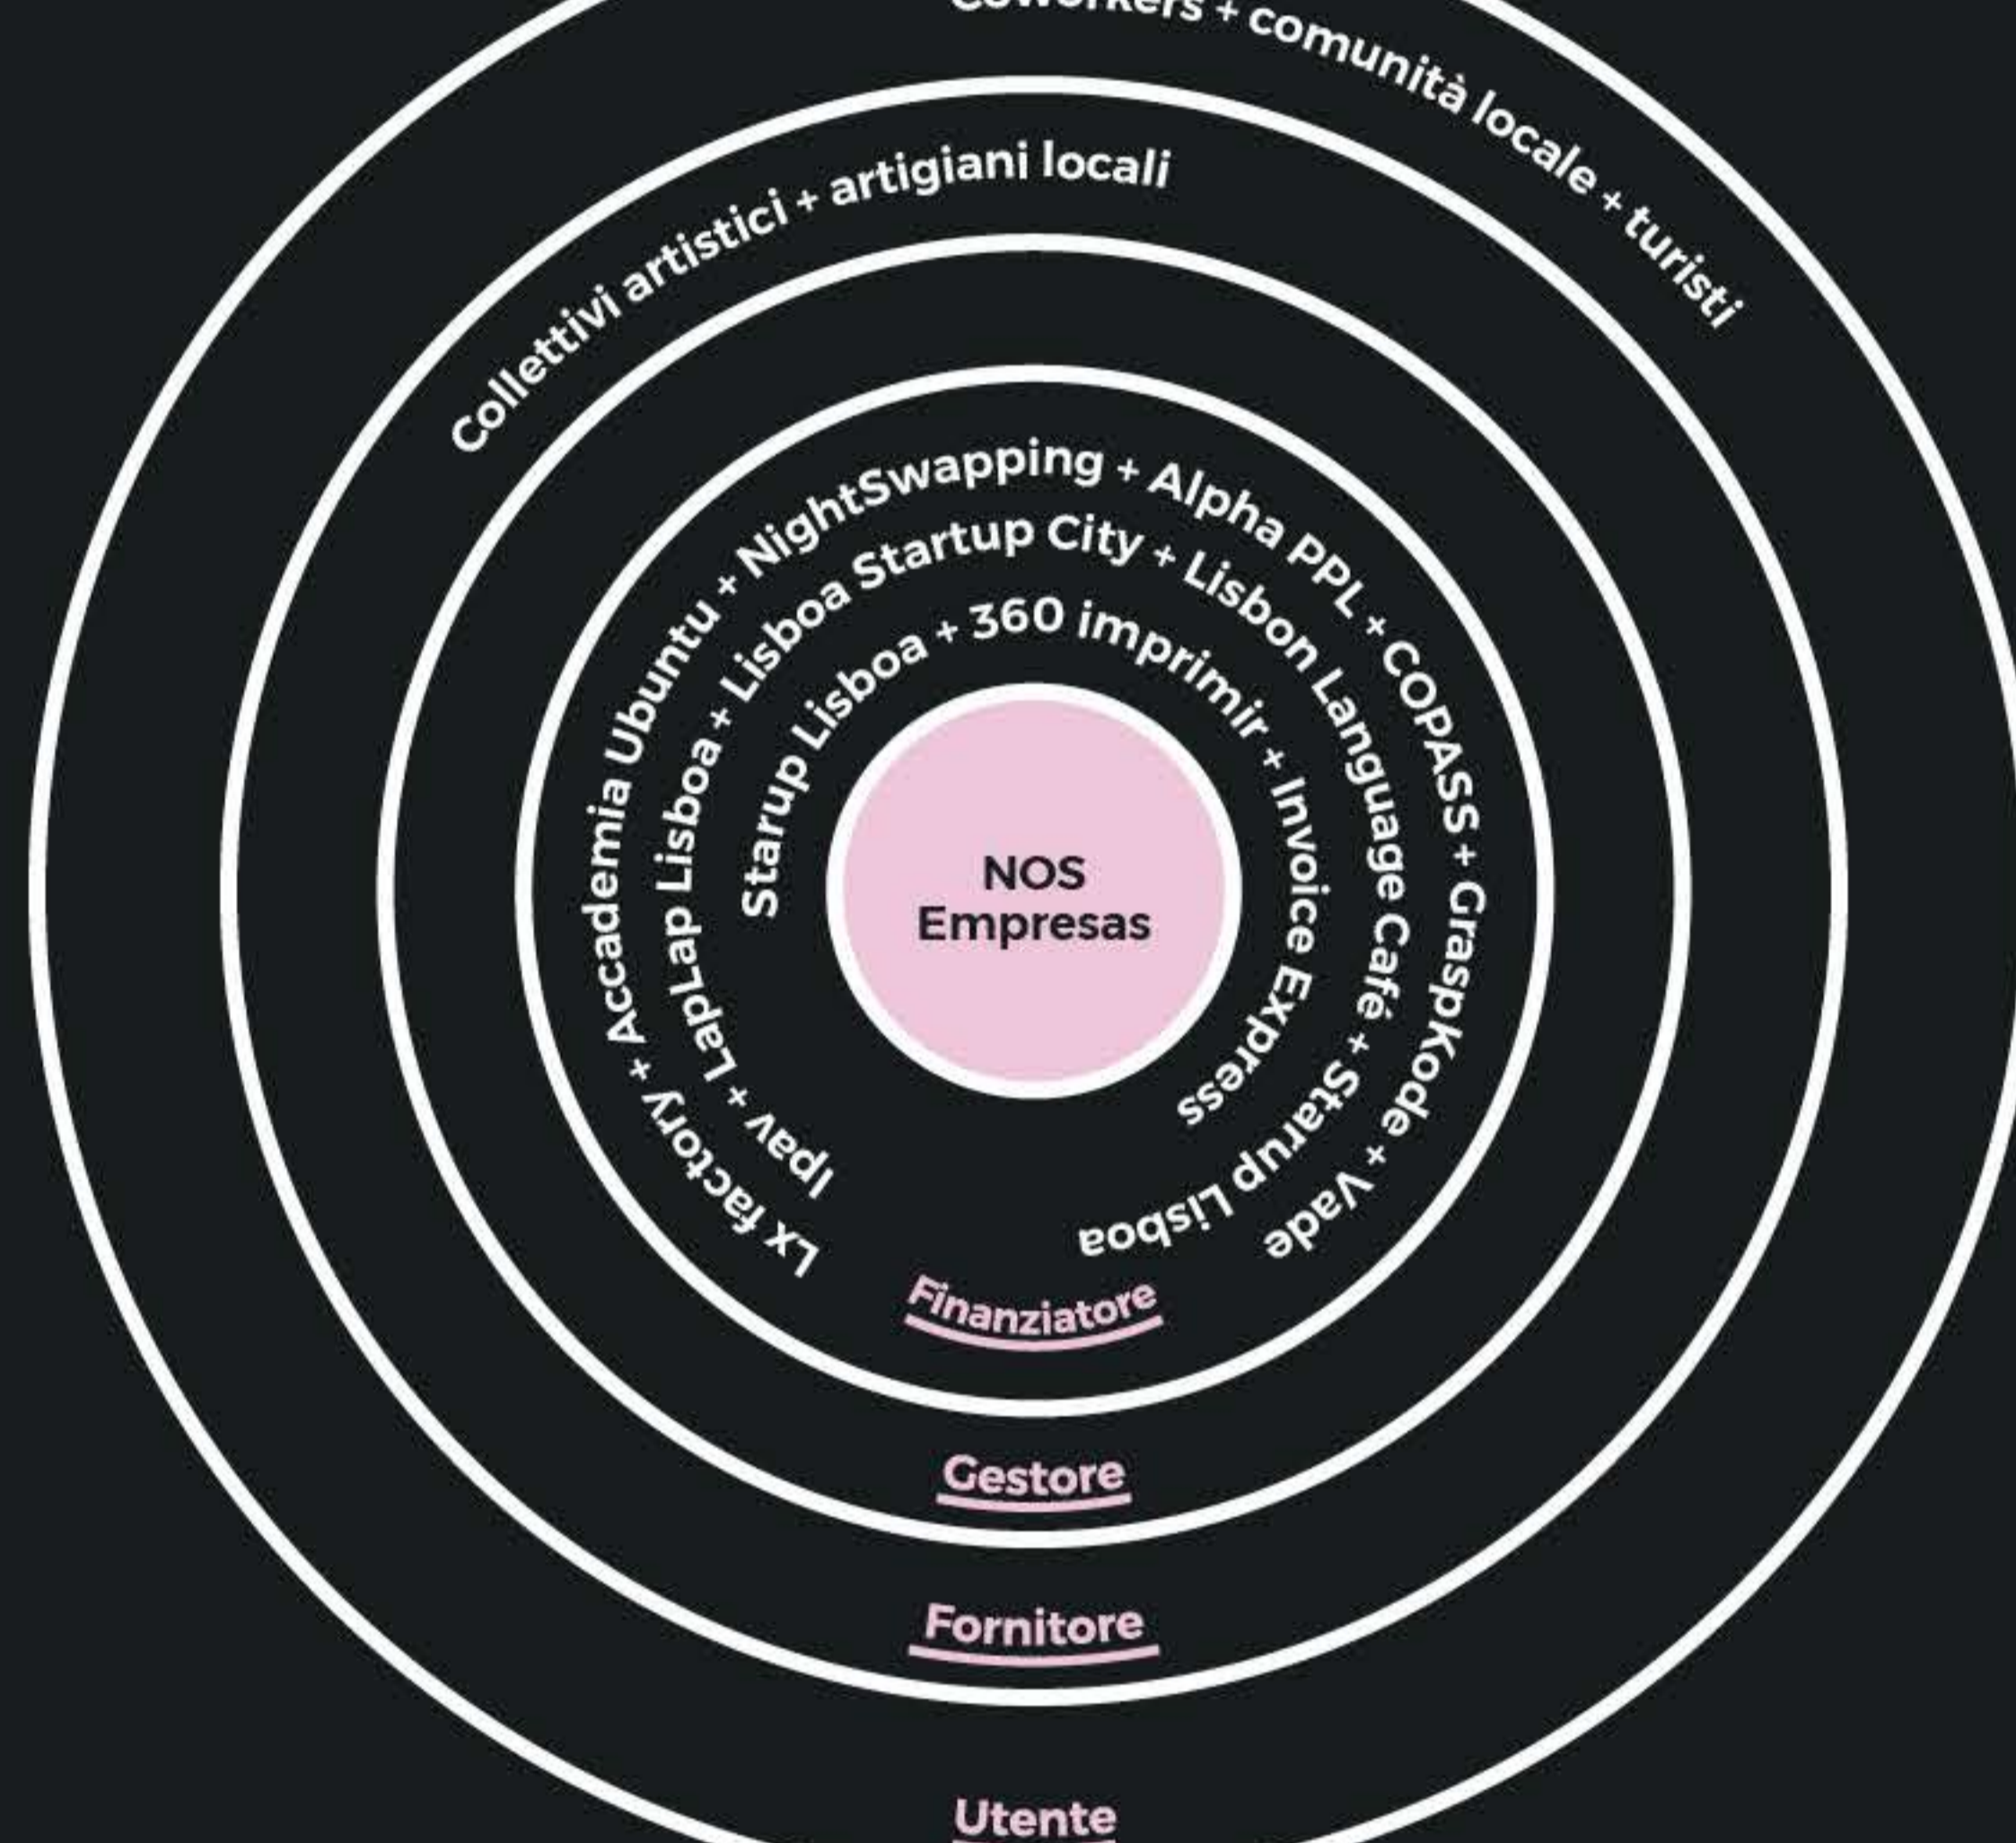 Coworkers + comunità locale + turisti
Collettivi artistici + artigiani locali
Lx factory + Accademia Ubuntu + NightSwapping + Alpha PPL + COPASS + GraspKode + Vade
Ipav + LapLap Lisboa + Lisboa Startup City + Lisbon Language Café + Starup Lisboa
Starup Lisboa + 360 imprimir + Invoice Express
NOS
Empresas
Finanziatore
Gestore
Fornitore
Utente